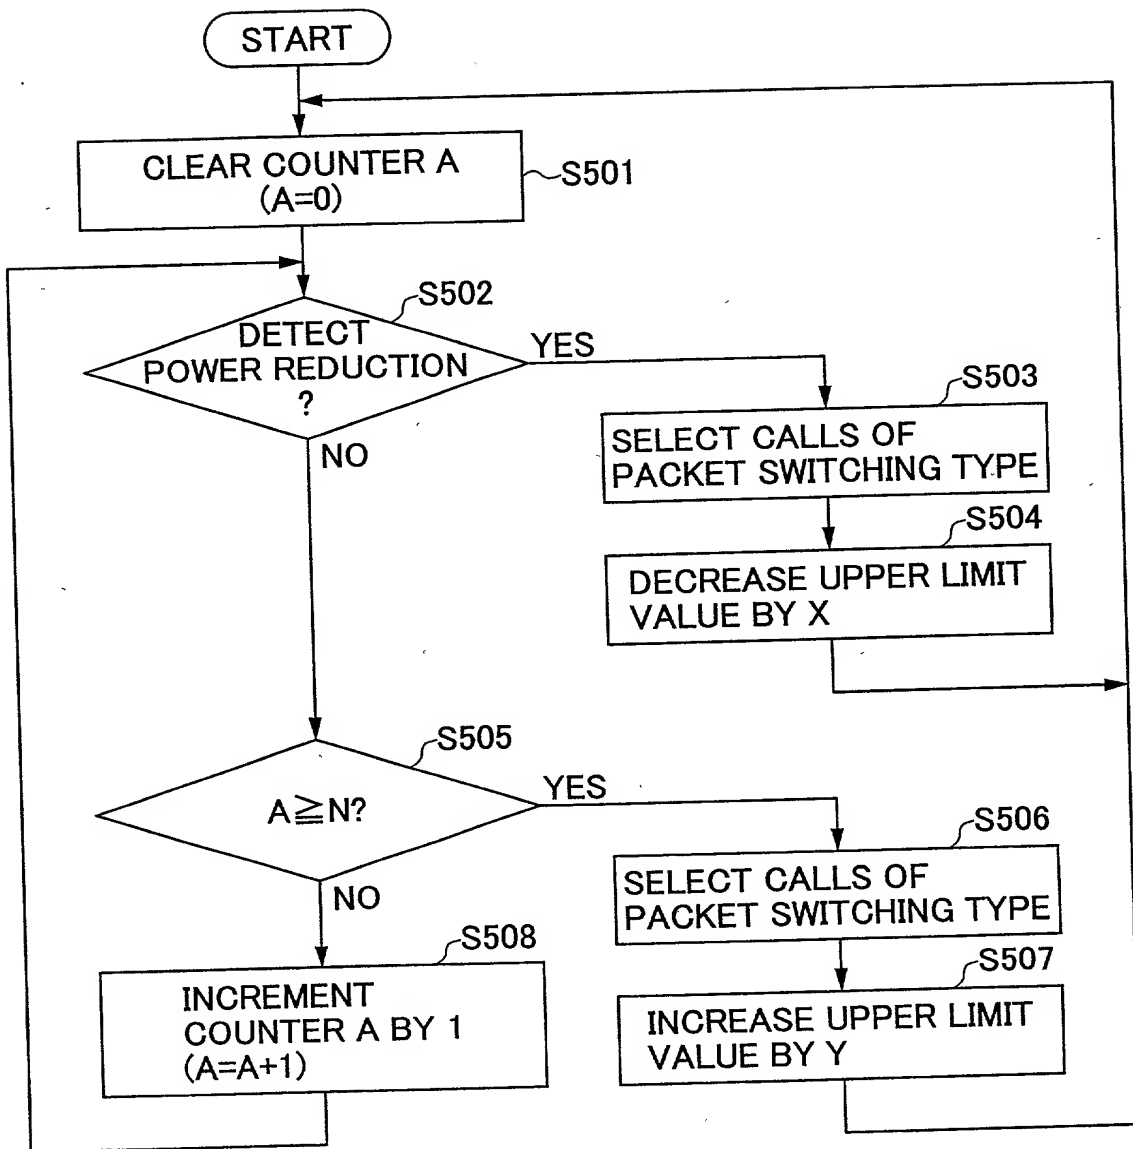 START
CLEAR COUNTER A
(A=0)
S501
S502
DETECT
POWER REDUCTION
?
YES
NO
S503
SELECT CALLS OF
PACKET SWITCHING TYPE
S504
DECREASE UPPER LIMIT
VALUE BY X
S505
A≧N?
YES
NO
S506
SELECT CALLS OF
PACKET SWITCHING TYPE
S507
INCREASE UPPER LIMIT
VALUE BY Y
S508
INCREMENT
COUNTER A BY 1
(A=A+1)